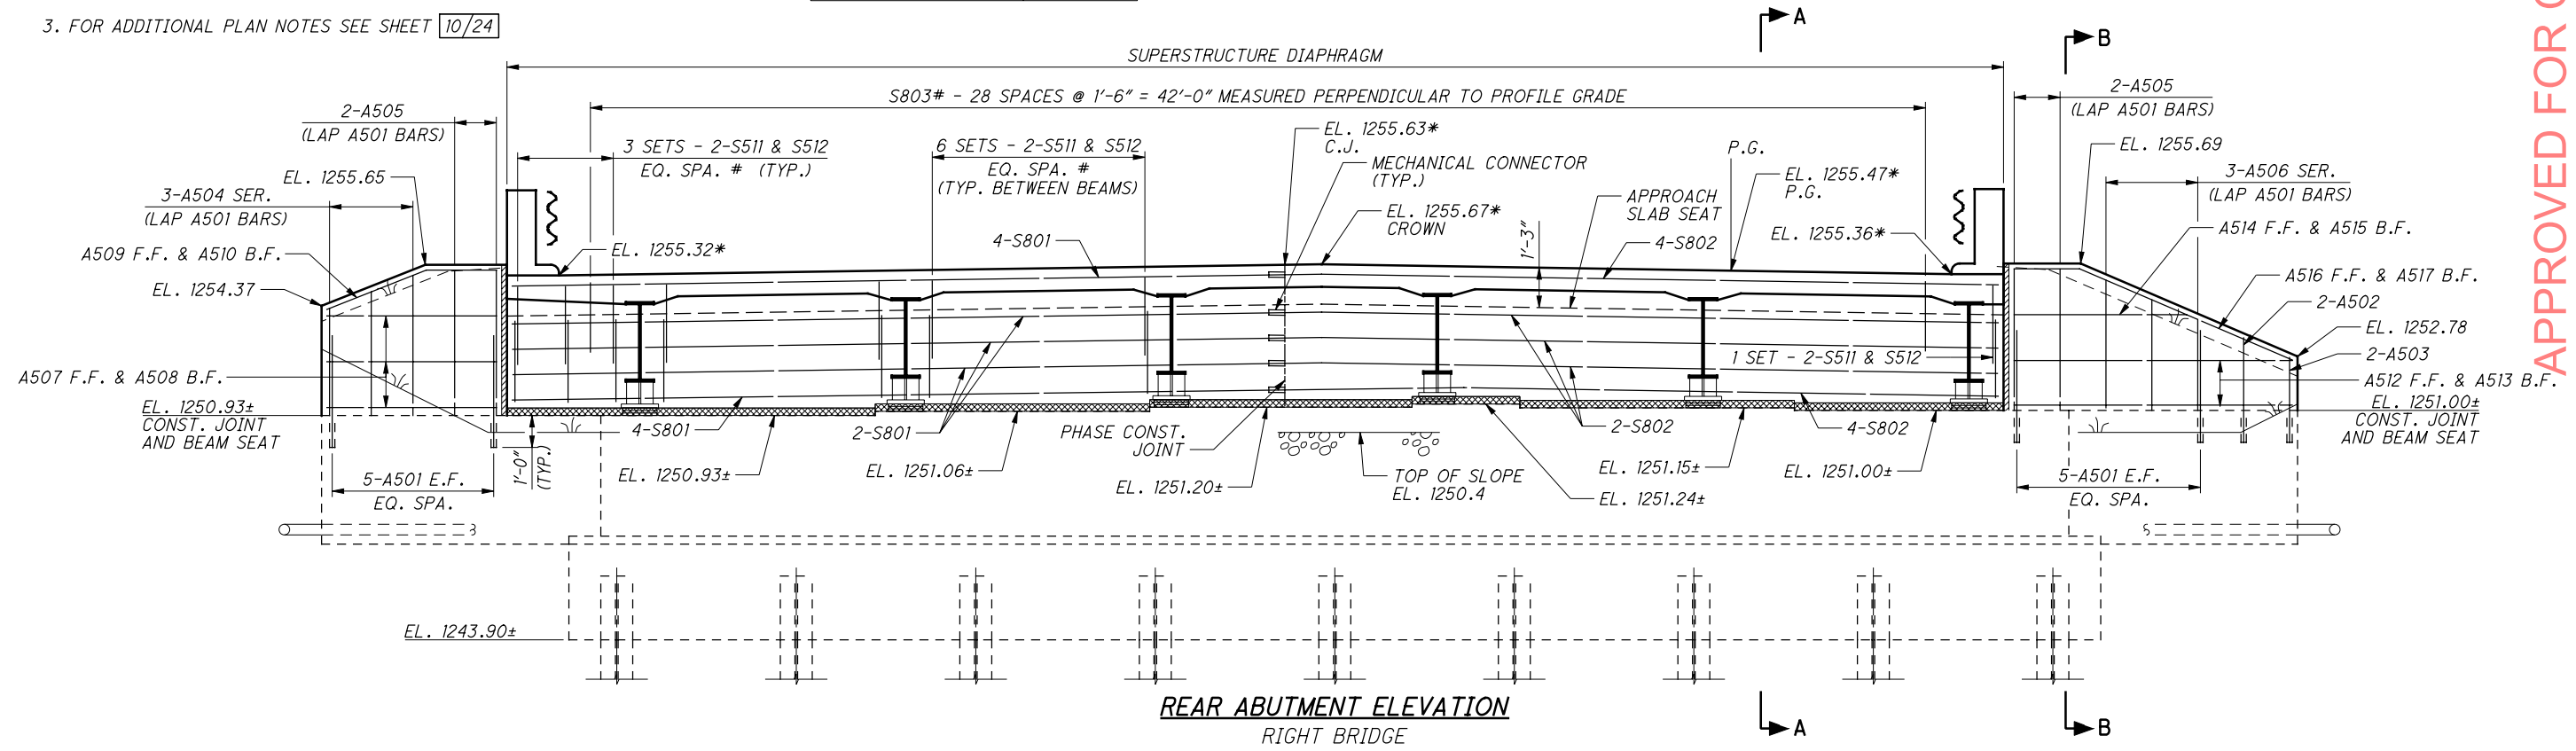 3. FOR ADDITIONAL PLAN NOTES SEE SHEET 10/24
A
B
SUPERSTRUCTURE DIAPHRAGM
S803# - 28 SPACES @ 1'-6" = 42'-0" MEASURED PERPENDICULAR TO PROFILE GRADE
2-A505
(LAP A501 BARS)
EL. 1255.65
3-A504 SER.
(LAP A501 BARS)
A509 F.F. & A510 B.F.
EL. 1254.37
A507 F.F. & A508 B.F.
EL. 1250.93±
CONST. JOINT
AND BEAM SEAT
5-A501 E.F.
EQ. SPA.
1'-0"
(TYP.)
3 SETS - 2-S511 & S512
EQ. SPA. # (TYP.)
EL. 1255.32*
6 SETS - 2-S511 & S512
EQ. SPA. #
(TYP. BETWEEN BEAMS)
4-S801
EL. 1255.63*
C.J.
MECHANICAL CONNECTOR
(TYP.)
EL. 1255.67*
CROWN
1'-3"
APPROACH
SLAB SEAT
4-S802
P.G.
EL. 1255.47*
P.G.
EL. 1255.36*
1 SET - 2-S511 & S512
2-A505
(LAP A501 BARS)
EL. 1255.69
3-A506 SER.
(LAP A501 BARS)
A514 F.F. & A515 B.F.
A516 F.F. & A517 B.F.
2-A502
EL. 1252.78
2-A503
A512 F.F. & A513 B.F.
EL. 1251.00±
CONST. JOINT
AND BEAM SEAT
5-A501 E.F.
EQ. SPA.
4-S801
EL. 1250.93±
2-S801
EL. 1251.06±
PHASE CONST.
JOINT
EL. 1251.20±
TOP OF SLOPE
EL. 1250.4
2-S802
EL. 1251.24±
EL. 1251.15±
4-S802
EL. 1251.00±
EL. 1243.90±
REAR ABUTMENT ELEVATION
RIGHT BRIDGE
A
B
APPROVED FOR